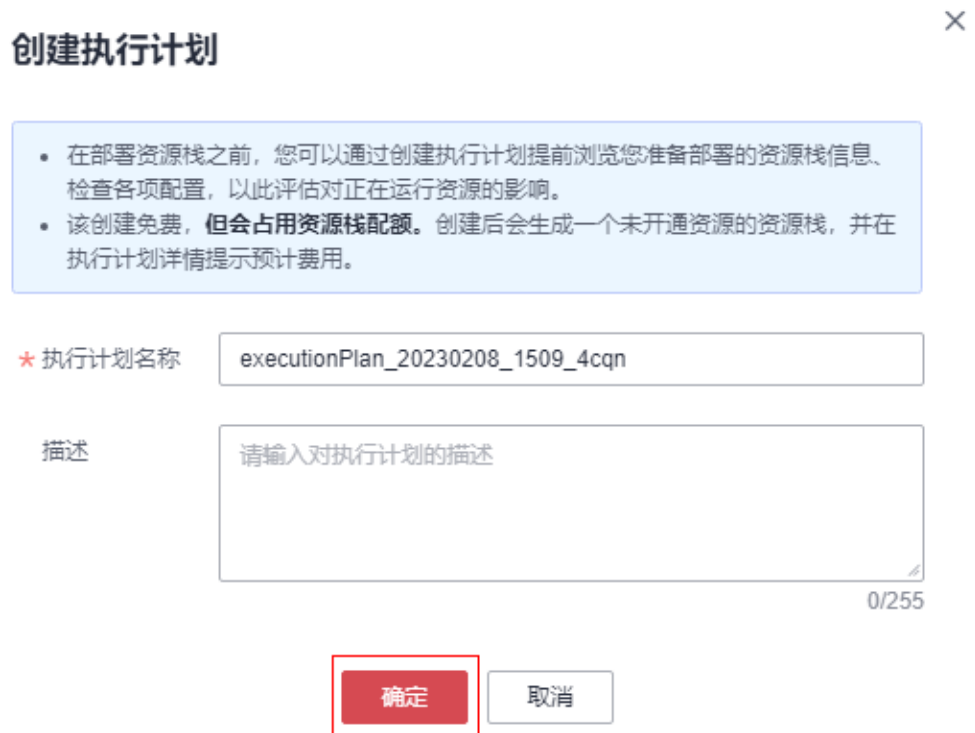 创建执行计划
在部署资源栈之前，您可以通过创建执行计划提前浏览您准备部署的资源栈信息、
检查各项配置，以此评估对正在运行资源的影响。
该创建免费，但会占用资源栈配额。创建后会生成一个未开通资源的资源栈，并在
执行计划详情提示预计费用。
* 执行计划名称 executionPlan_20230208_1509_4cqn
描述 请输入对执行计划的描述
0/255
确定 取消